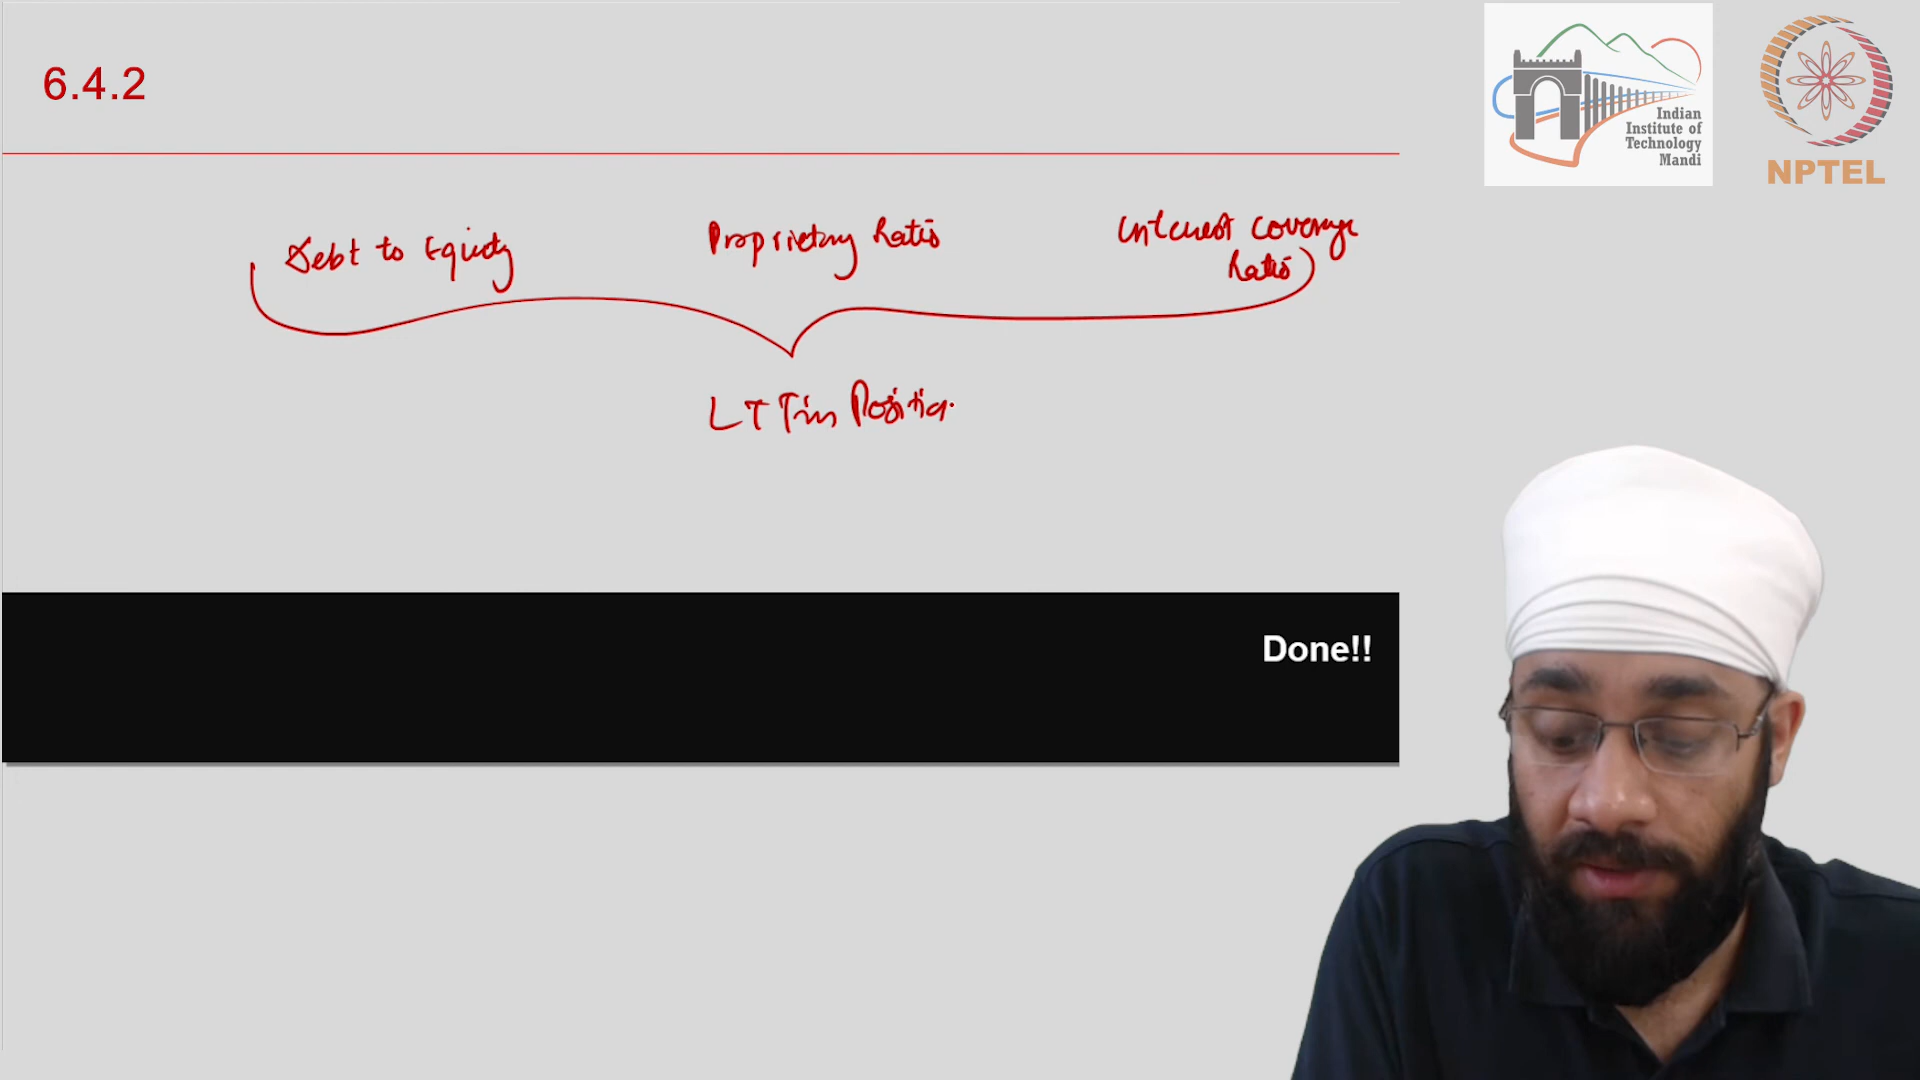 6.4.2
Indian
Institute of
Technology
Mandi
NPTEL
Debt to Equity
Proprietary Ratio
Interest coverage
Ratio
LT Fin Position
Done!!